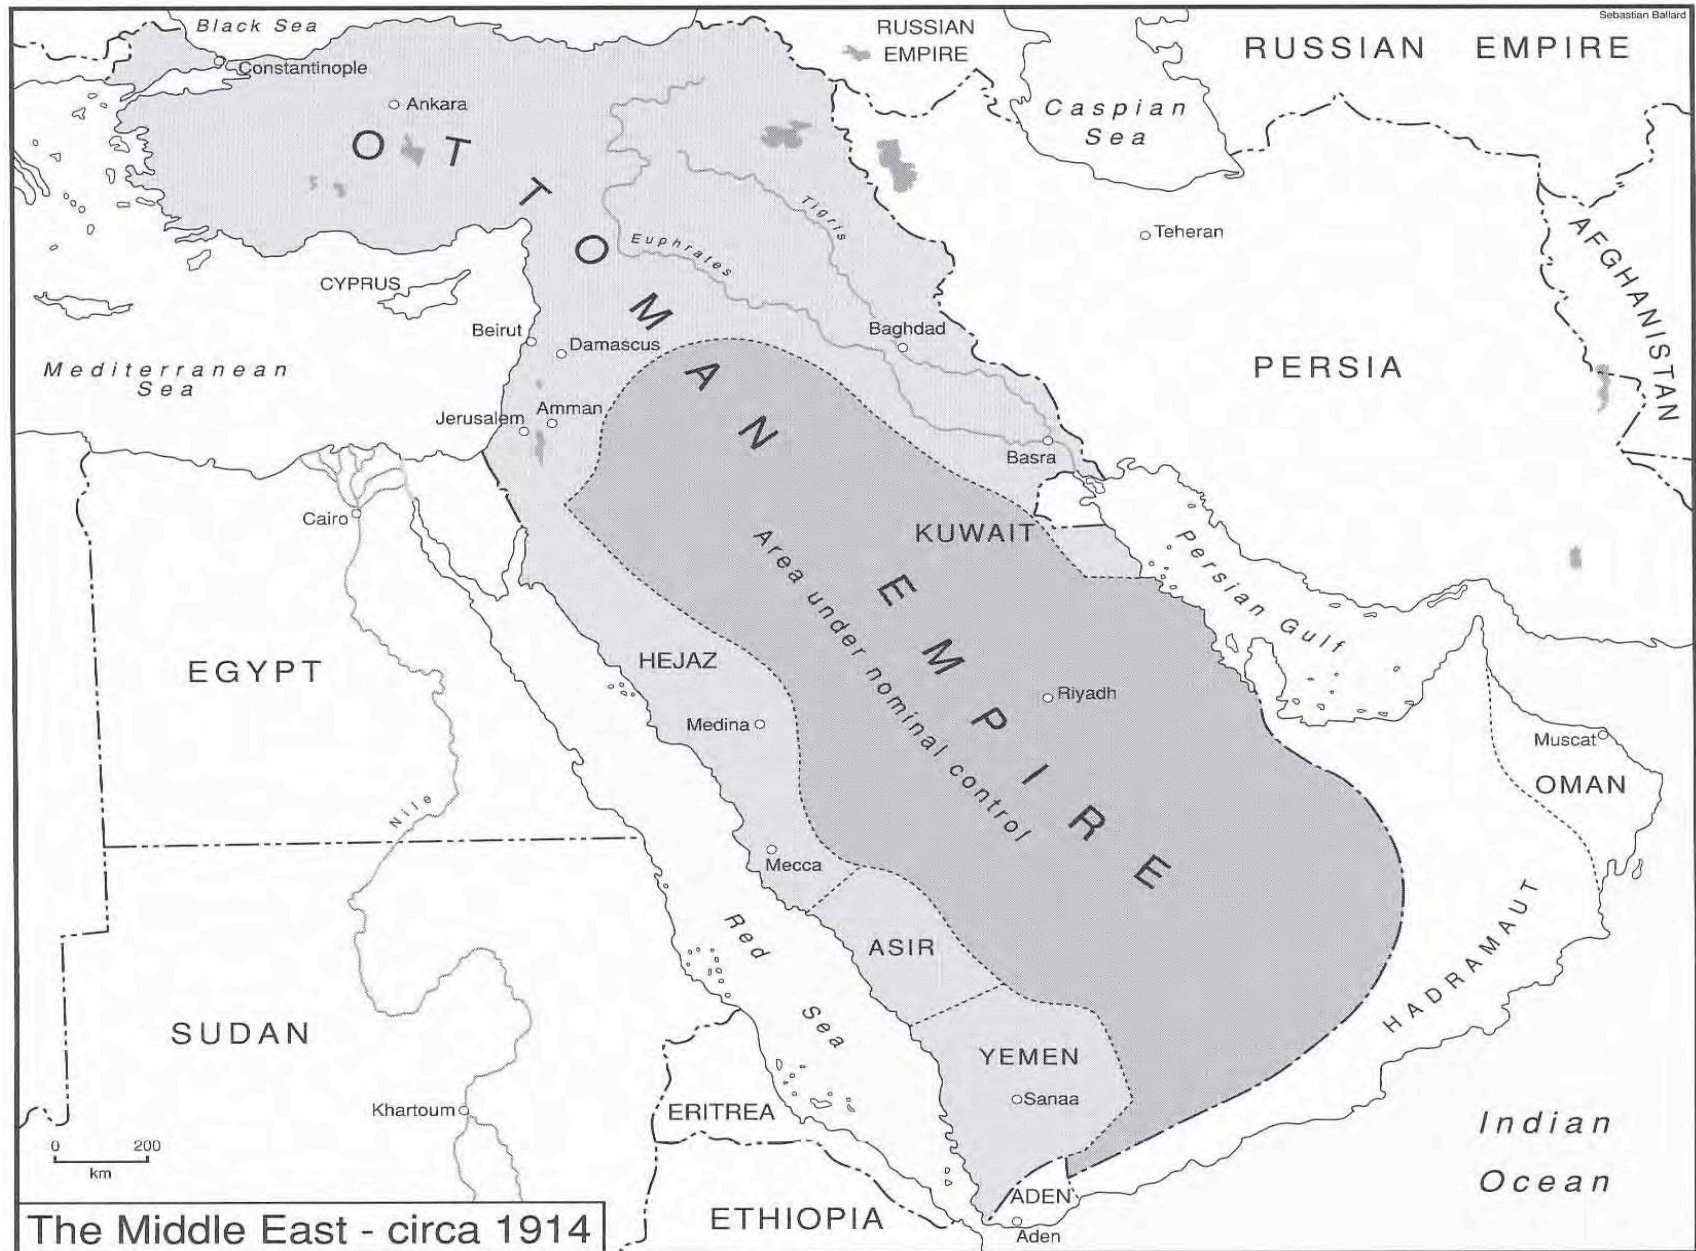 Sebastian Ballard
Black Sea
RUSSIAN
EMPIRE
RUSSIAN EMPIRE
Constantinople
Caspian
Sea
Ankara
OTTOMAN EMPIRE
Tigris
Teheran
AFGHANISTAN
Euphrales
CYPRUS
Beirut
Damascus
Baghdad
PERSIA
Mediterranean
Sea
Jerusalem
Amman
Basra
Cairo
KUWAIT
Area under nominal control
Persian Gulf
EGYPT
HEJAZ
Riyadh
Medina
Muscat
OMAN
Nile
Mecca
Red Sea
ASIR
HADRAMAUT
SUDAN
YEMEN
Sanaa
Khartoum
ERITREA
Indian
Ocean
0 200
km
ADEN
Aden
ETHIOPIA
The Middle East - circa 1914